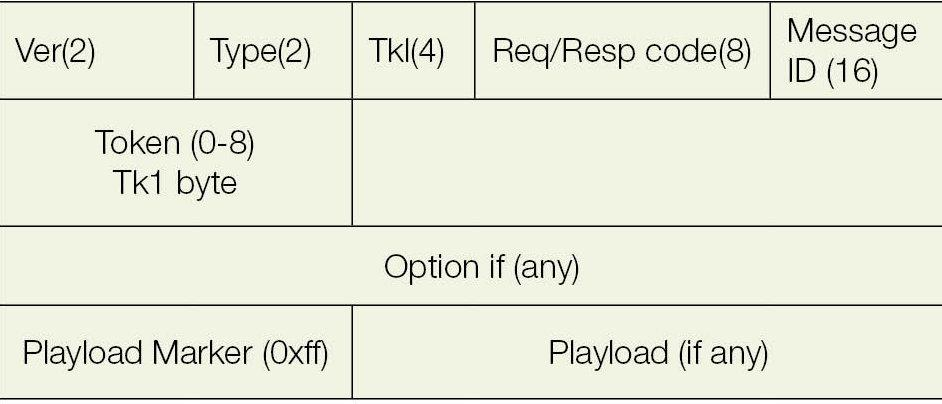 Ver(2)
Type(2)
Tkl(4)
Req/Resp code(8)
Message
ID (16)
Token (0-8)
Tk1 byte
Option if (any)
Playload Marker (0xff)
Playload (if any)